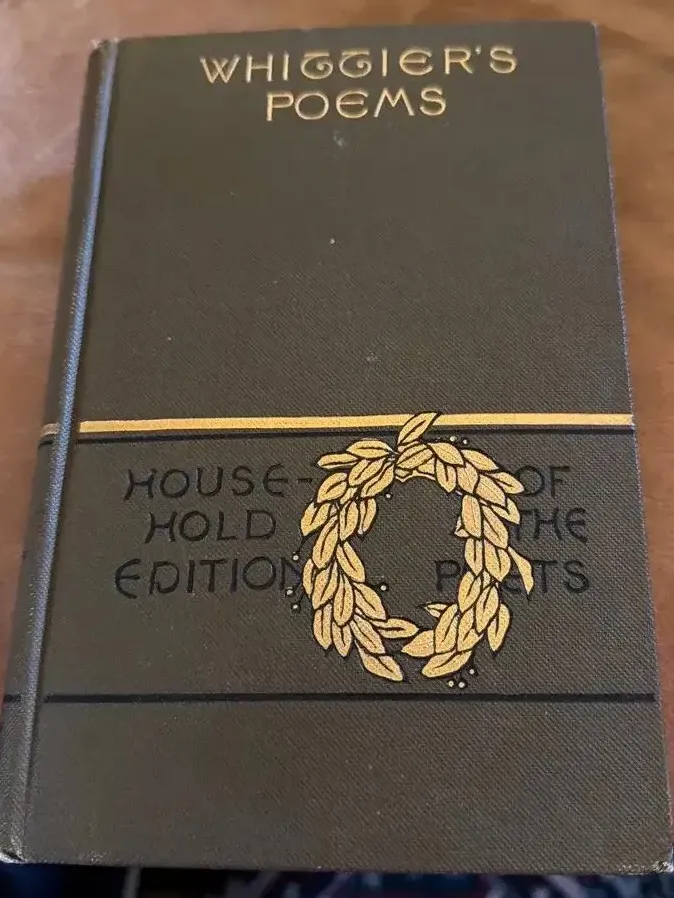 WHITTIER'S
POEMS
HOUSE-
HOLD
EDITION
OF
THE
POETS